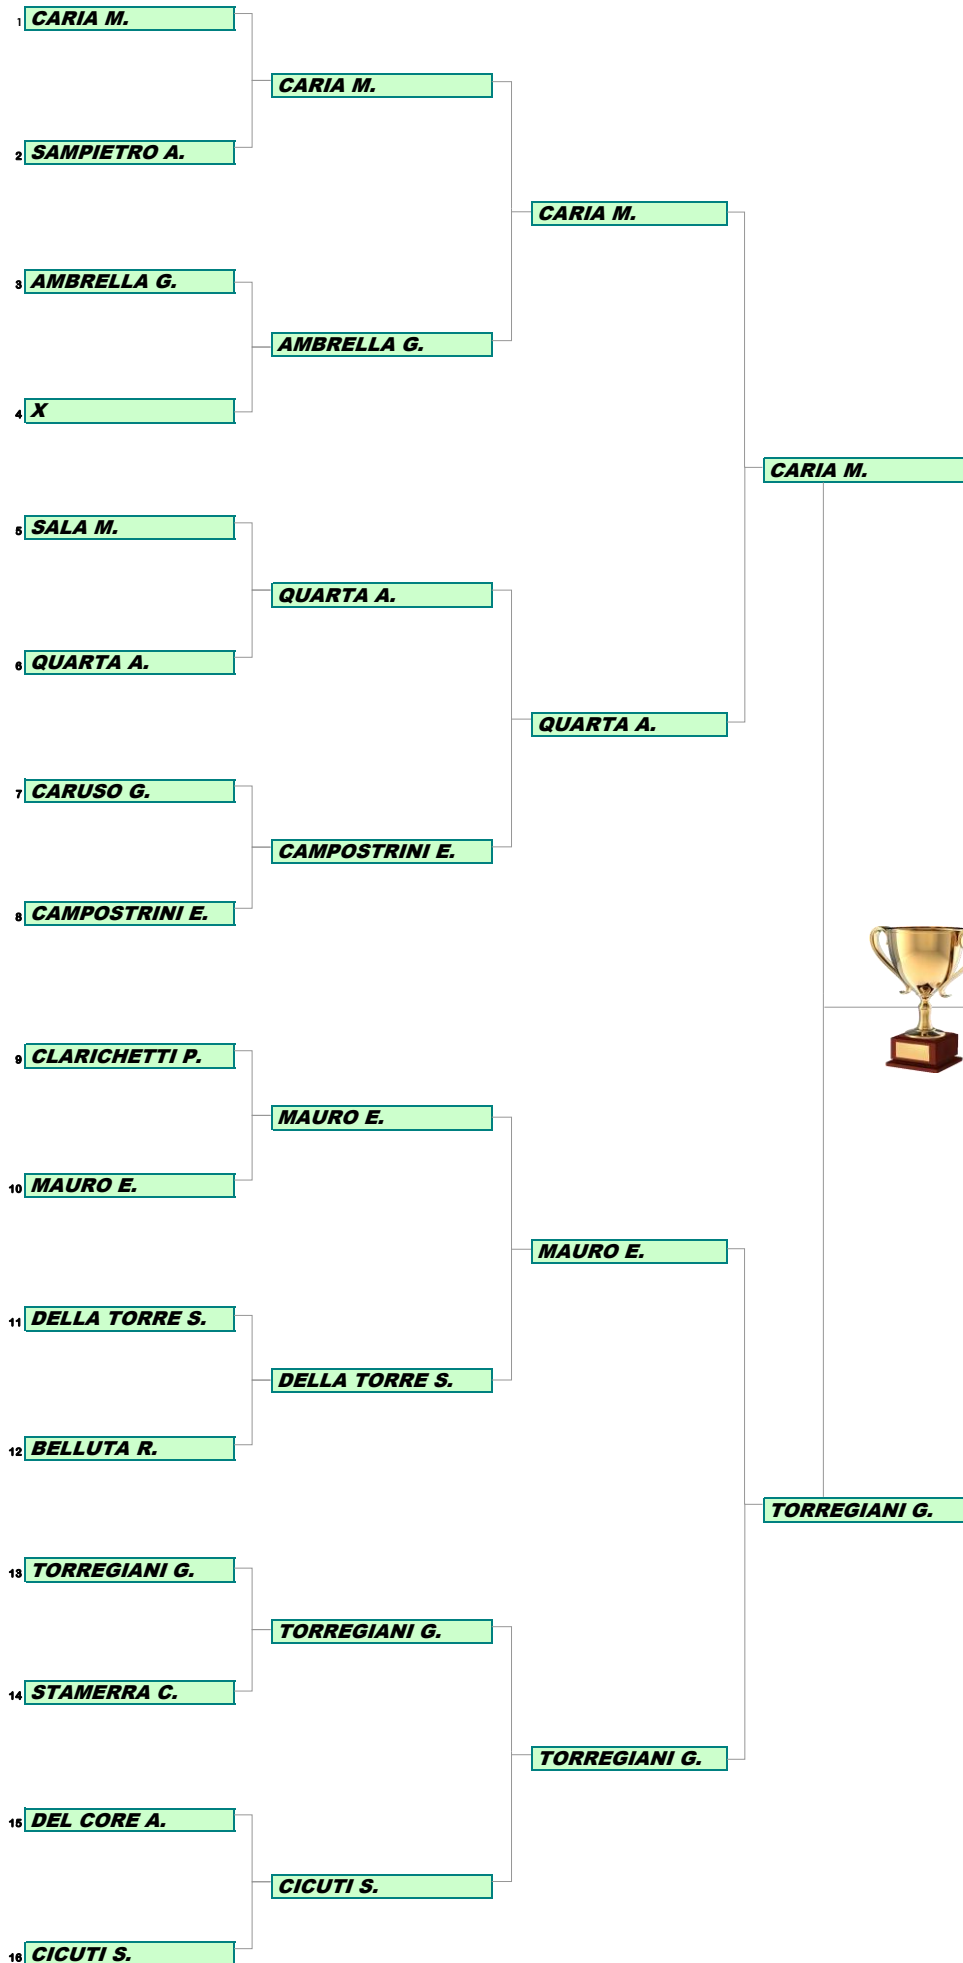 1 CARIA M.
CARIA M.
2 SAMPIETRO A.
CARIA M.
3 AMBRELLA G.
AMBRELLA G.
4 X
CARIA M.
5 SALA M.
QUARTA A.
6 QUARTA A.
QUARTA A.
7 CARUSO G.
CAMPOSTRINI E.
8 CAMPOSTRINI E.
9 CLARICHETTI P.
MAURO E.
10 MAURO E.
MAURO E.
11 DELLA TORRE S.
DELLA TORRE S.
12 BELLUTA R.
TORREGIANI G.
13 TORREGIANI G.
TORREGIANI G.
14 STAMERRA C.
TORREGIANI G.
15 DEL CORE A.
CICUTI S.
16 CICUTI S.